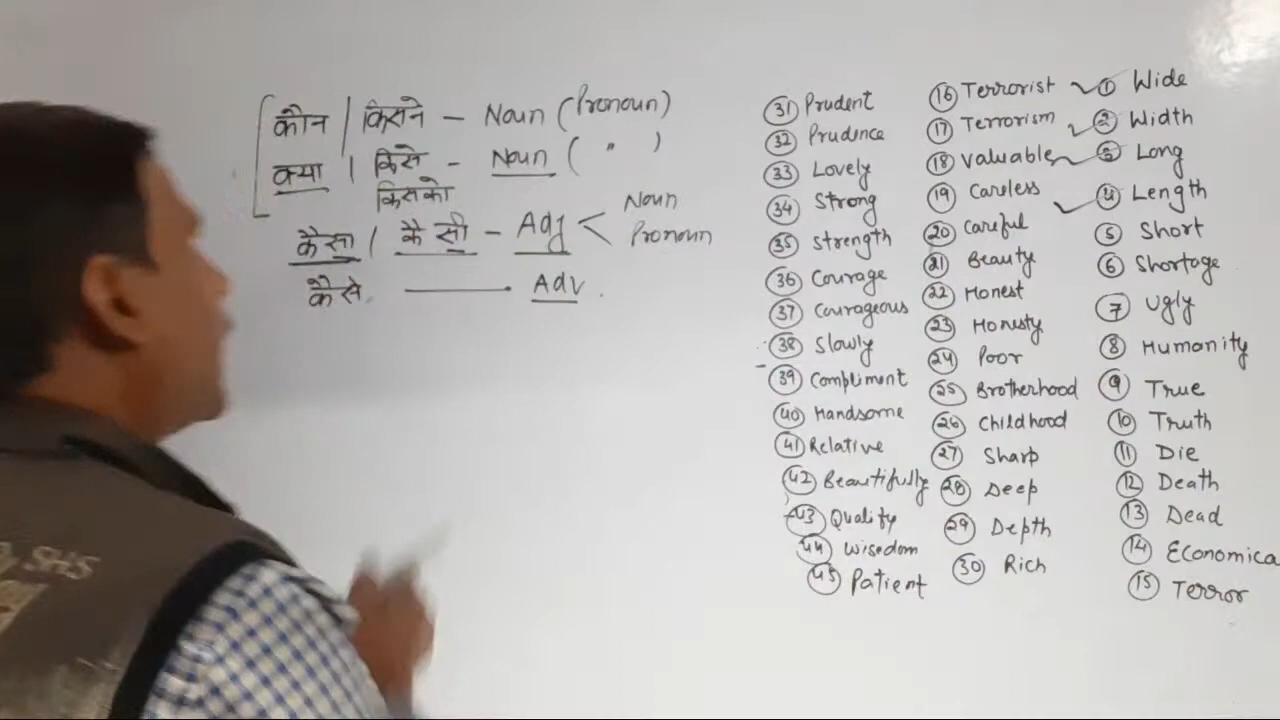 कौन | किसने - Noun (Pronoun)
क्या | किसे - Noun ( " )
किसको
कैसा / कैसी - Adj < Noun
Pronoun
कैसे. ——— Adv.
31 Prudent
32 Prudence
33 Lovely
34 Strong
35 Strength
36 Courage
37 Courageous
38 Slowly
39 Compliment
40 Handsome
41 Relative
42 Beautifully
43 Quality
44 Wisedom
45 Patient
16 Terrorist
17 Terrorism
18 Valuable
19 Careless
20 Careful
21 Beauty
22 Honest
23 Honesty
24 Poor
25 Brotherhood
26 Childhood
27 Sharp
28 Deep
29 Depth
30 Rich
1 Wide
2 Width
3 Long
4 Length
5 Short
6 Shortage
7 Ugly
8 Humanity
9 True
10 Truth
11 Die
12 Death
13 Dead
14 Economica
15 Terror
SHS